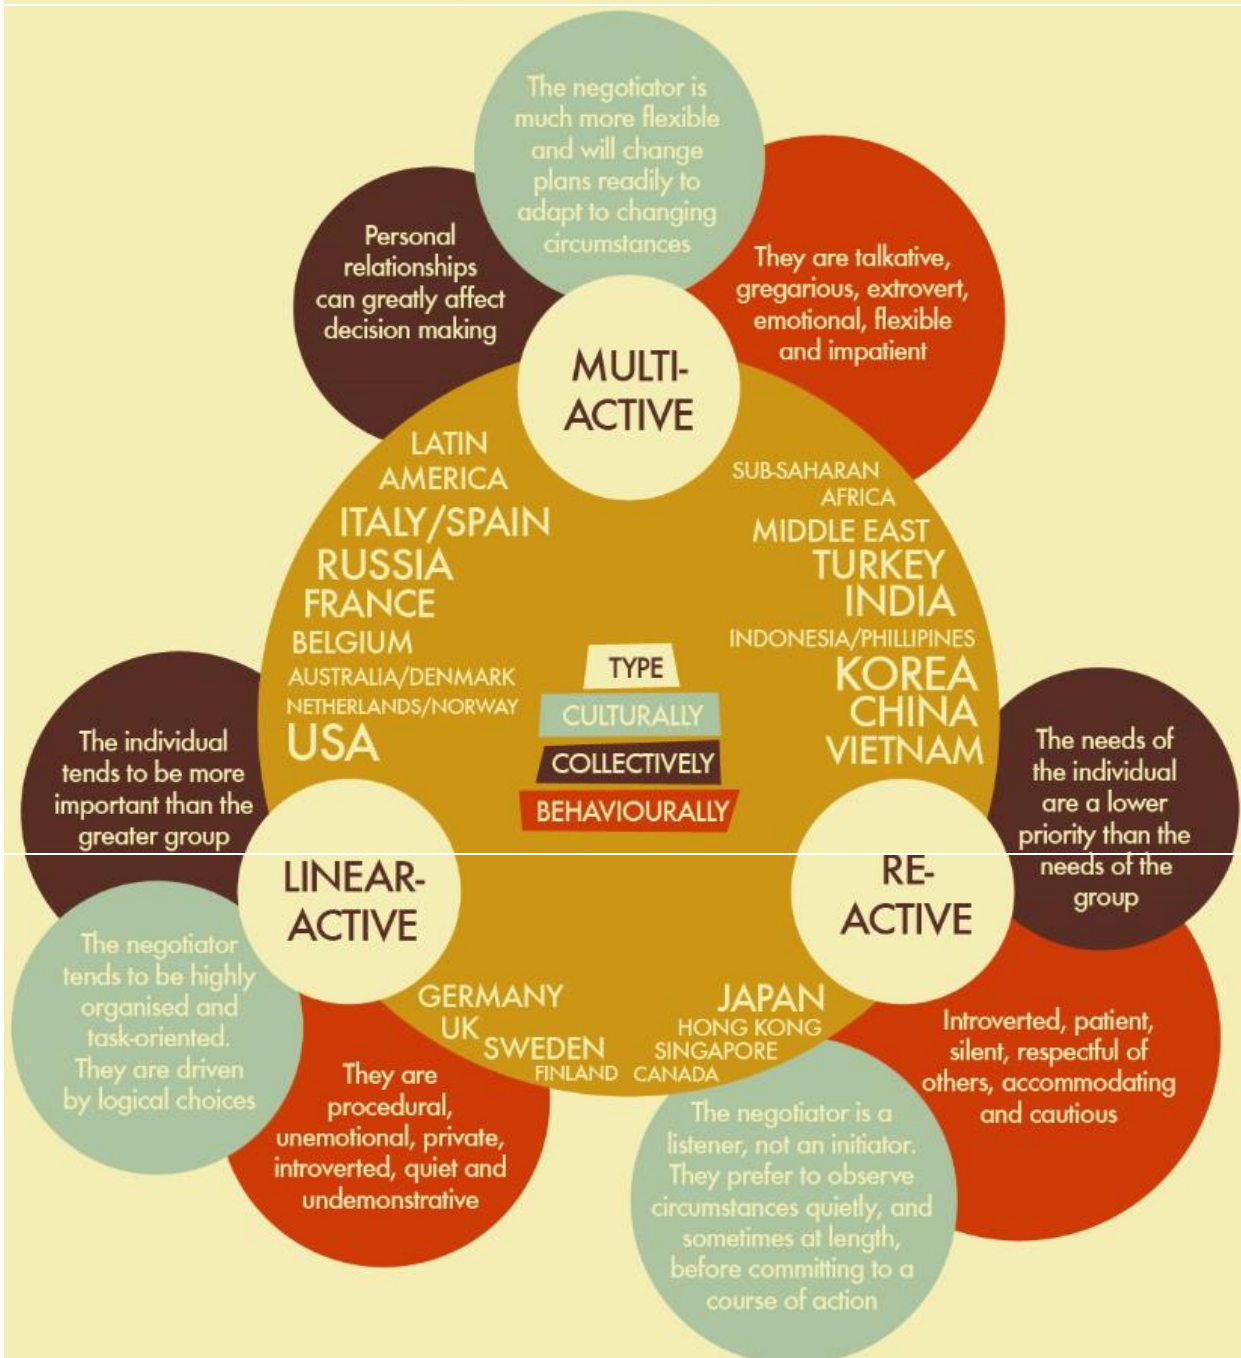 The negotiator is
much more flexible
and will change
plans readily to
adapt to changing
circumstances
Personal
relationships
can greatly affect
decision making
They are talkative,
gregarious, extrovert,
emotional, flexible
and impatient
MULTI-
ACTIVE
LATIN
AMERICA
ITALY/SPAIN
RUSSIA
FRANCE
BELGIUM
AUSTRALIA/DENMARK
NETHERLANDS/NORWAY
USA
SUB-SAHARAN
AFRICA
MIDDLE EAST
TURKEY
INDIA
INDONESIA/PHILLIPINES
KOREA
CHINA
VIETNAM
TYPE
CULTURALLY
COLLECTIVELY
BEHAVIOURALLY
The individual
tends to be more
important than the
greater group
LINEAR-
ACTIVE
The negotiator
tends to be highly
organised and
task-oriented.
They are driven
by logical choices
They are
procedural,
unemotional, private,
introverted, quiet and
undemonstrative
GERMANY
UK
SWEDEN
FINLAND
JAPAN
HONG KONG
SINGAPORE
CANADA
RE-
ACTIVE
The needs of
the individual
are a lower
priority than the
needs of the
group
Introverted, patient,
silent, respectful of
others, accommodating
and cautious
The negotiator is a
listener, not an initiator.
They prefer to observe
circumstances quietly, and
sometimes at length,
before committing to a
course of action